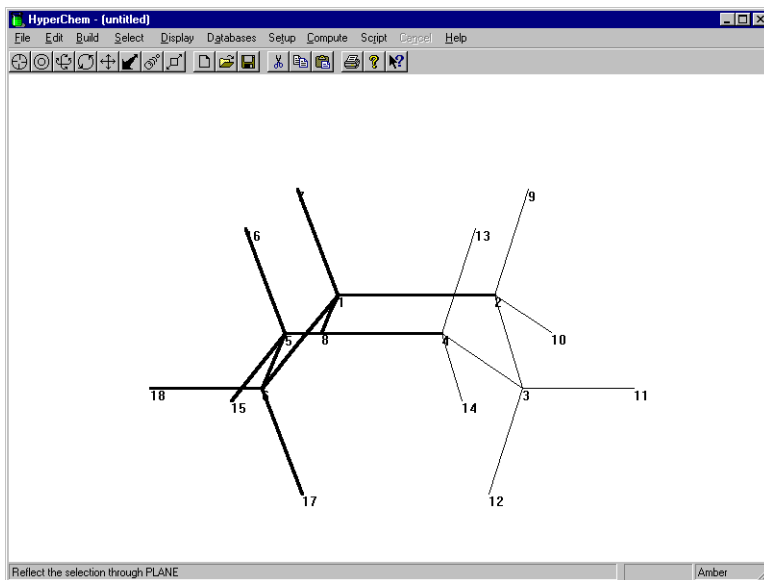 HyperChem - (untitled)
File Edit Build Select Display Databases Setup Compute Script Cancel Help
7 9
16 13
1 2
5 8 4 10
18 15 6 14 3 11
17 12
Reflect the selection through PLANE Amber